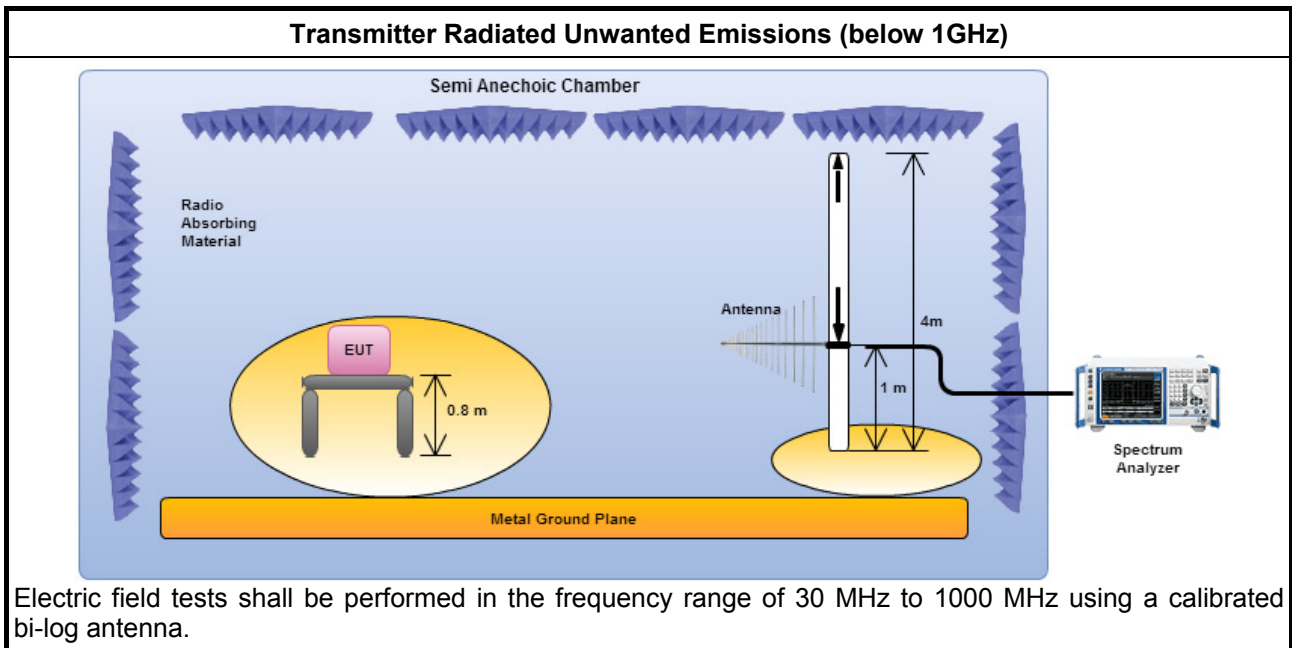 Transmitter Radiated Unwanted Emissions (below 1GHz)
Semi Anechoic Chamber
Radio
Absorbing
Material
Antenna
4m
EUT
1 m
0.8 m
Spectrum
Analyzer
Metal Ground Plane
Electric field tests shall be performed in the frequency range of 30 MHz to 1000 MHz using a calibrated
bi-log antenna.